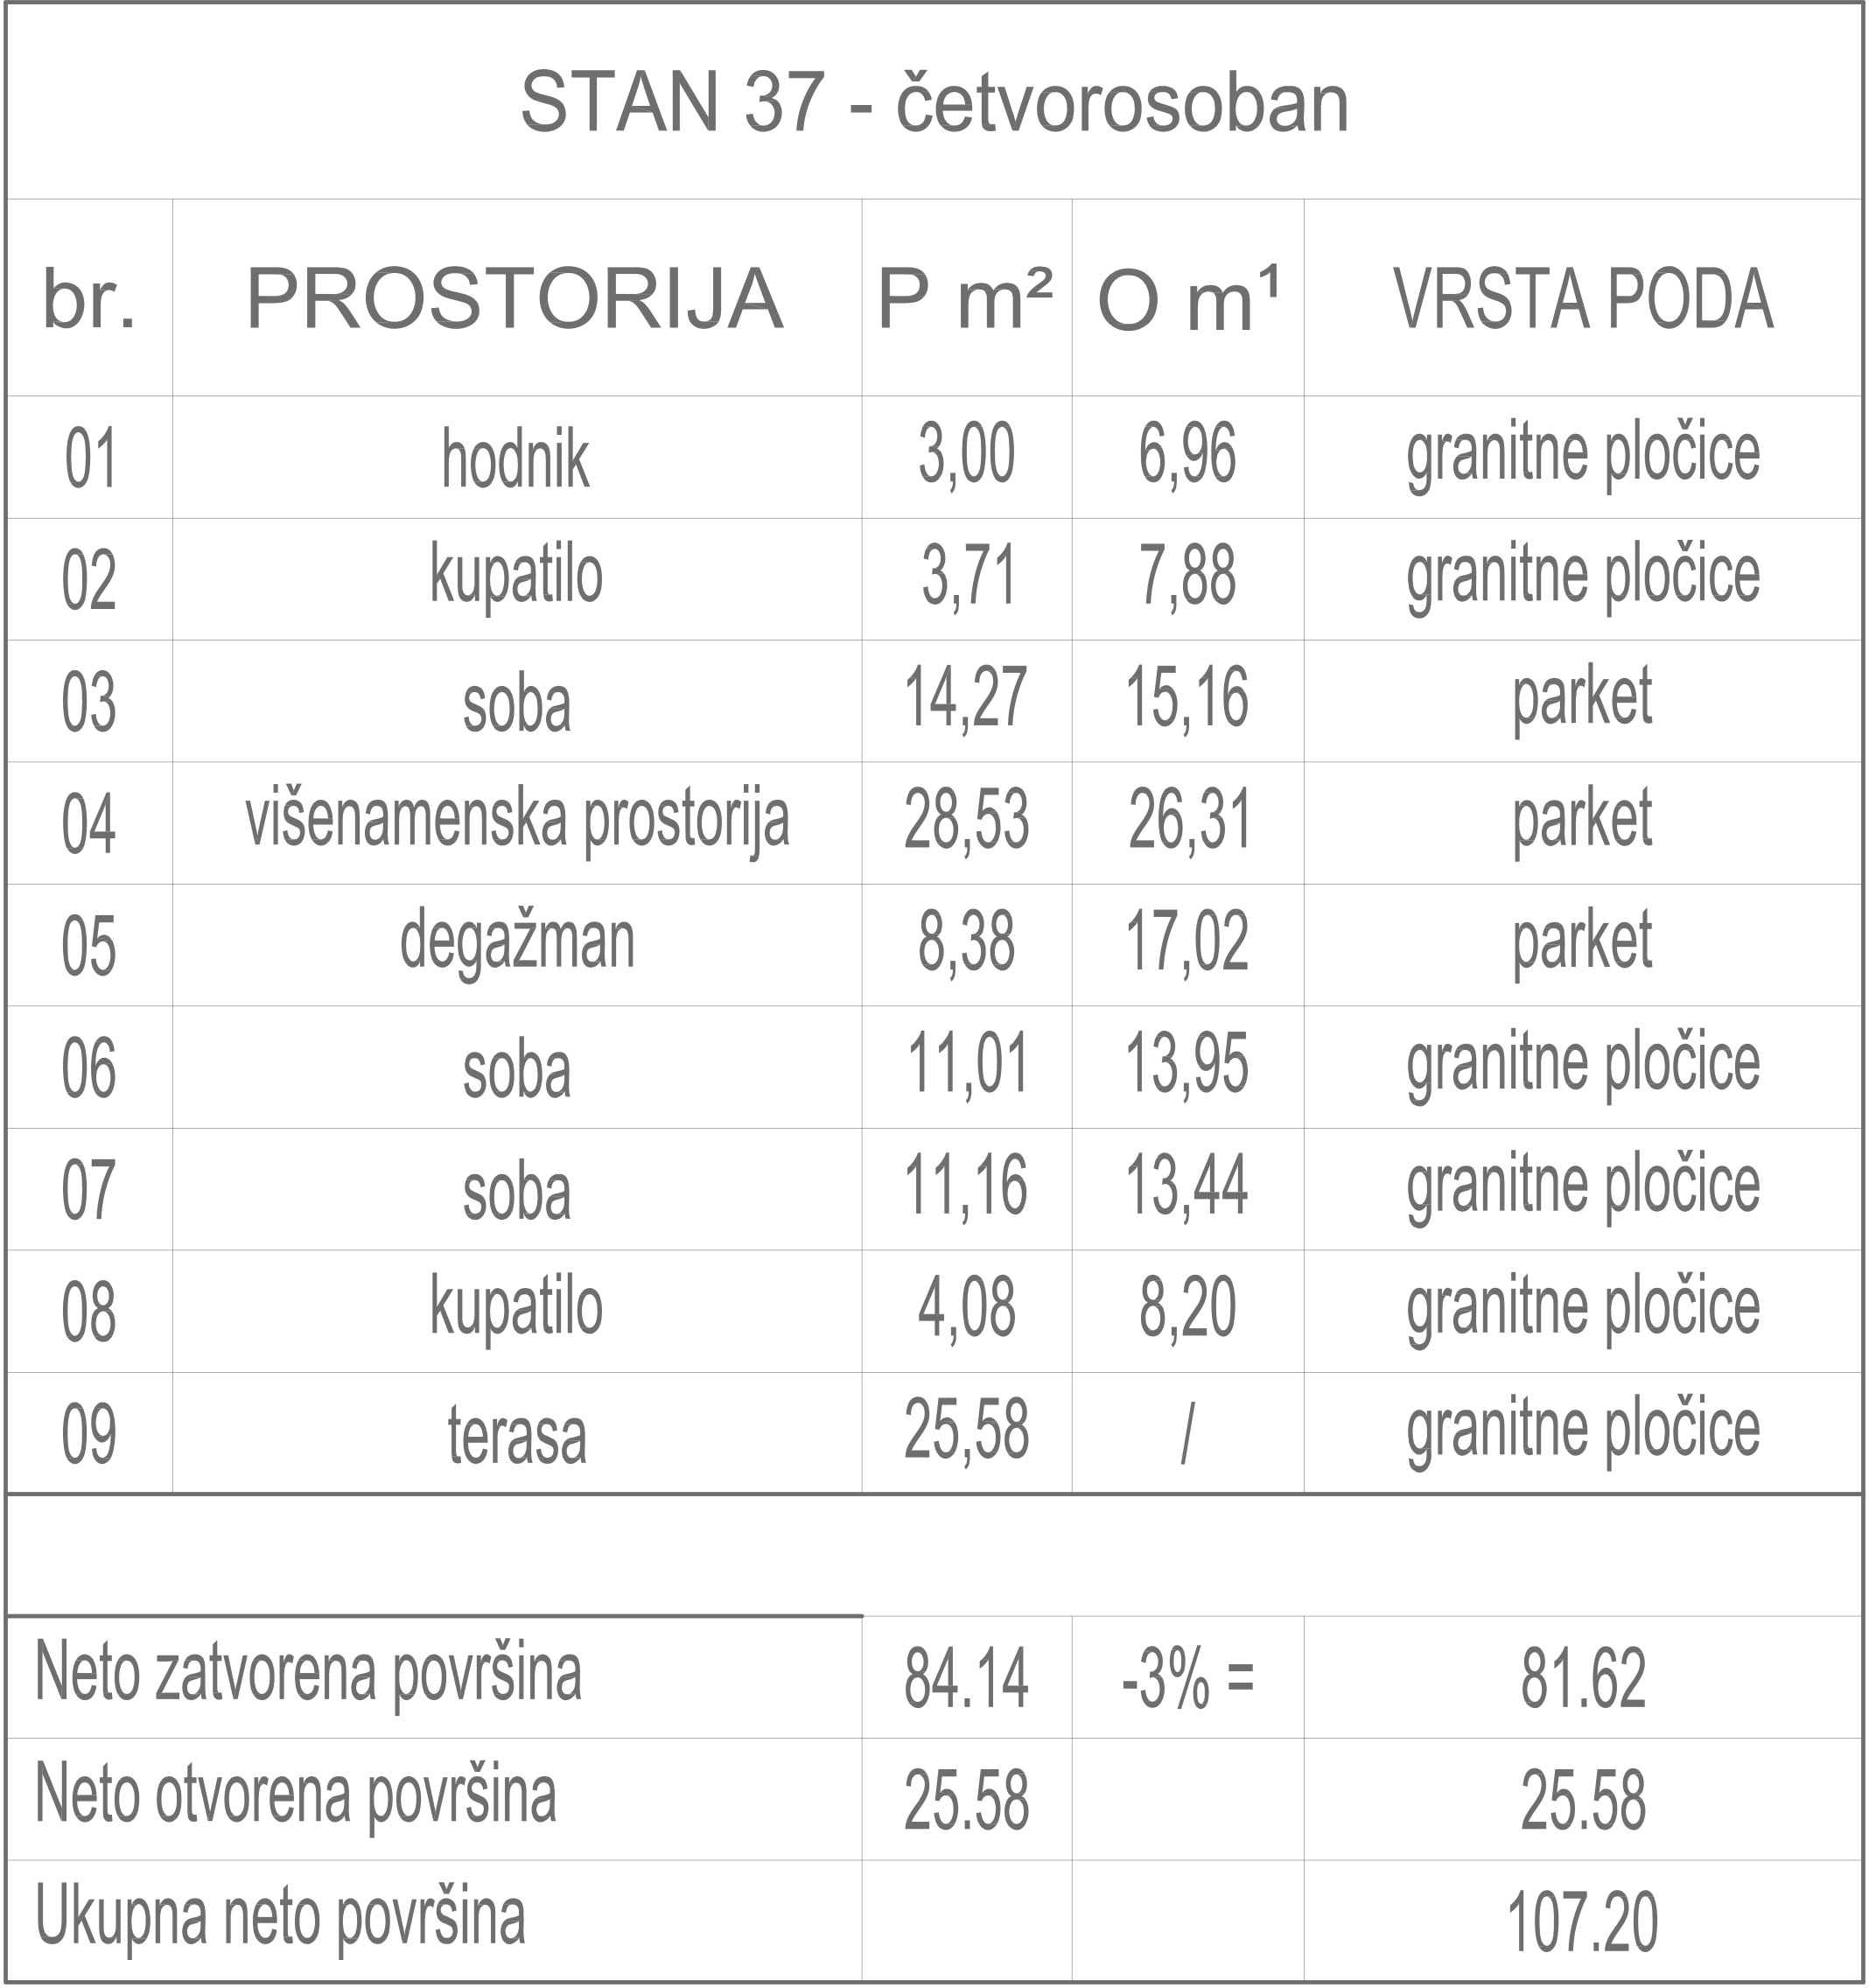 STAN 37 - četvorosoban
br. PROSTORIJA P m² O m¹ VRSTA PODA
01 hodnik 3,00 6,96 granitne pločice
02 kupatilo 3,71 7,88 granitne pločice
03 soba 14,27 15,16 parket
04 višenamenska prostorija 28,53 26,31 parket
05 degažman 8,38 17,02 parket
06 soba 11,01 13,95 granitne pločice
07 soba 11,16 13,44 granitne pločice
08 kupatilo 4,08 8,20 granitne pločice
09 terasa 25,58 / granitne pločice
Neto zatvorena površina 84.14 -3% = 81.62
Neto otvorena površina 25.58 25.58
Ukupna neto površina 107.20